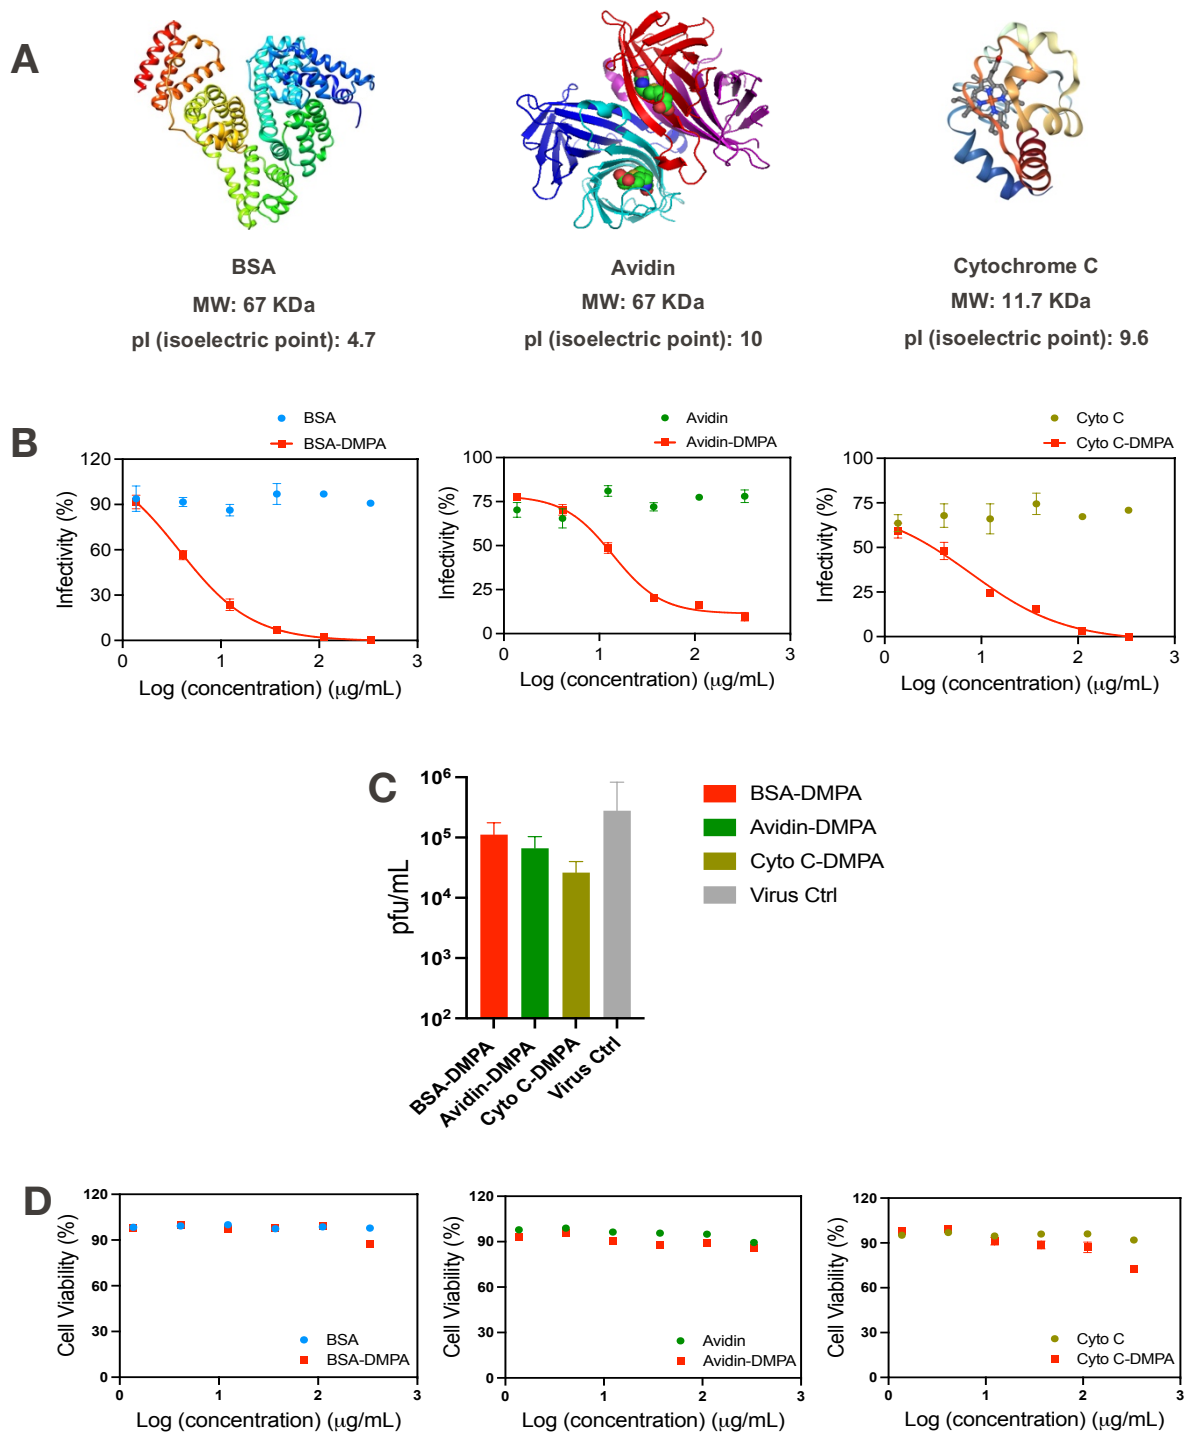 A
BSA
MW: 67 KDa
pI (isoelectric point): 4.7
Avidin
MW: 67 KDa
pI (isoelectric point): 10
Cytochrome C
MW: 11.7 KDa
pI (isoelectric point): 9.6
B
BSA
BSA-DMPA
120
90
60
30
0
Infectivity (%)
0 1 2 3
Log (concentration) (μg/mL)
Avidin
Avidin-DMPA
100
75
50
25
0
Infectivity (%)
0 1 2 3
Log (concentration) (μg/mL)
Cyto C
Cyto C-DMPA
100
75
50
25
0
Infectivity (%)
0 1 2 3
Log (concentration) (μg/mL)
C
10⁶
10⁵
10⁴
10³
10²
pfu/mL
BSA-DMPA
Avidin-DMPA
Cyto C-DMPA
Virus Ctrl
BSA-DMPA
Avidin-DMPA
Cyto C-DMPA
Virus Ctrl
D
120
90
60
30
0
Cell Viability (%)
BSA
BSA-DMPA
0 1 2 3
Log (concentration) (μg/mL)
120
90
60
30
0
Cell Viability (%)
Avidin
Avidin-DMPA
0 1 2 3
Log (concentration) (μg/mL)
120
90
60
30
0
Cell Viability (%)
Cyto C
Cyto C-DMPA
0 1 2 3
Log (concentration) (μg/mL)